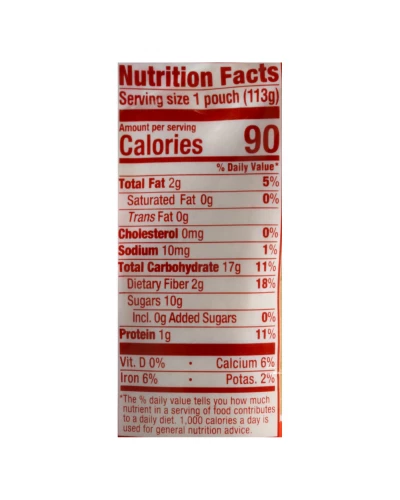 Nutrition Facts
Serving size 1 pouch (113g)
Amount per serving
Calories 90
% Daily Value*
Total Fat 2g 5%
Saturated Fat 0g 0%
Trans Fat 0g
Cholesterol 0mg 0%
Sodium 10mg 1%
Total Carbohydrate 17g 11%
Dietary Fiber 2g 18%
Sugars 10g
Incl. 0g Added Sugars 0%
Protein 1g 11%
Vit. D 0% • Calcium 6%
Iron 6% • Potas. 2%
*The % daily value tells you how much
nutrient in a serving of food contributes
to a daily diet. 1,000 calories a day is
used for general nutrition advice.